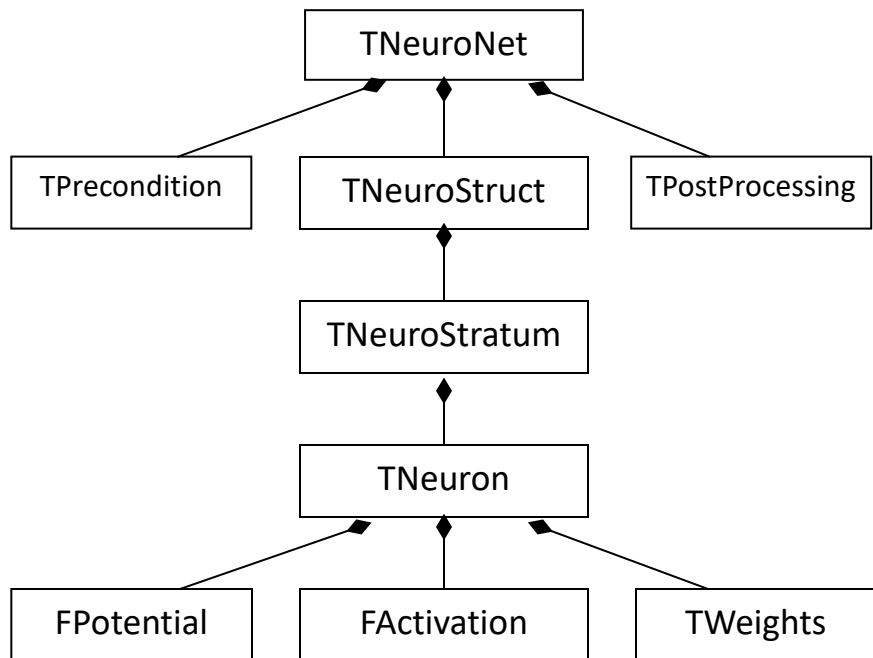 TNeuroNet
TPrecondition
TNeuroStruct
TPostProcessing
TNeuroStratum
TNeuron
FPotential
FActivation
TWeights